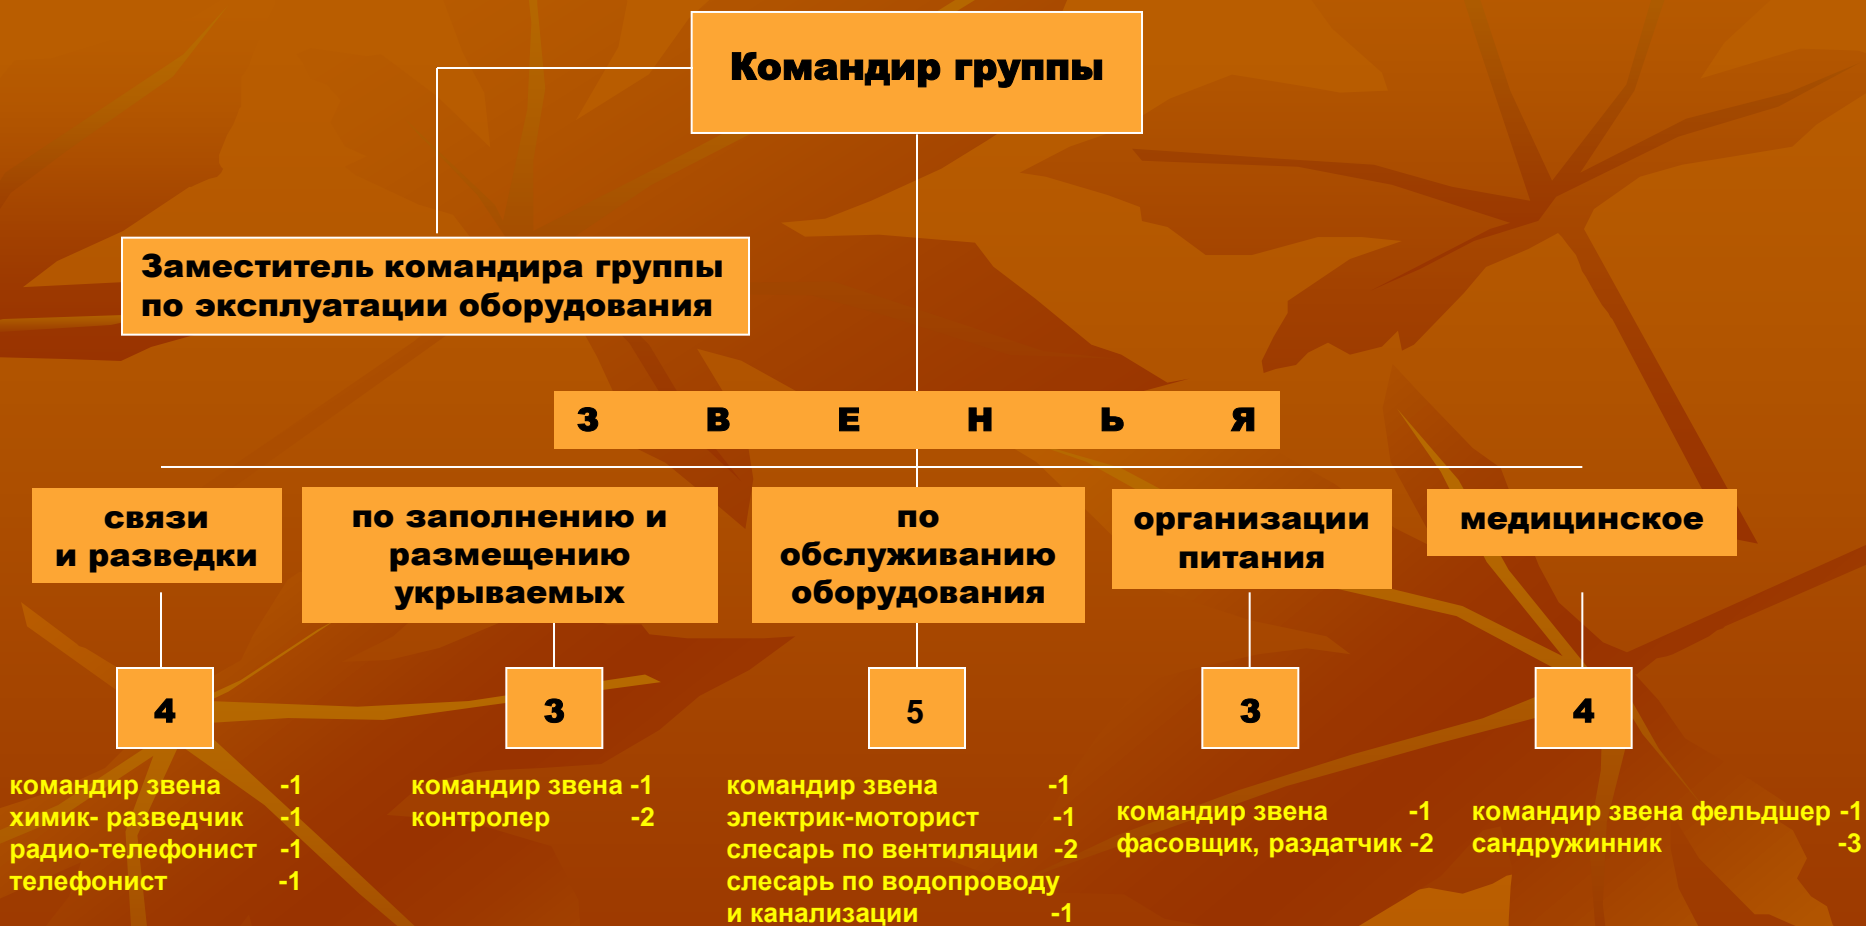 Командир группы
Заместитель командира группы
по эксплуатации оборудования
З В Е Н Ь Я
связи
и разведки
по заполнению и
размещению
укрываемых
по
обслуживанию
оборудования
организации
питания
медицинское
4
3
5
3
4
командир звена -1
химик- разведчик -1
радио-телефонист -1
телефонист -1
командир звена -1
контролер -2
командир звена -1
электрик-моторист -1
слесарь по вентиляции -2
слесарь по водопроводу
и канализации -1
командир звена -1
фасовщик, раздатчик -2
командир звена фельдшер -1
сандружинник -3